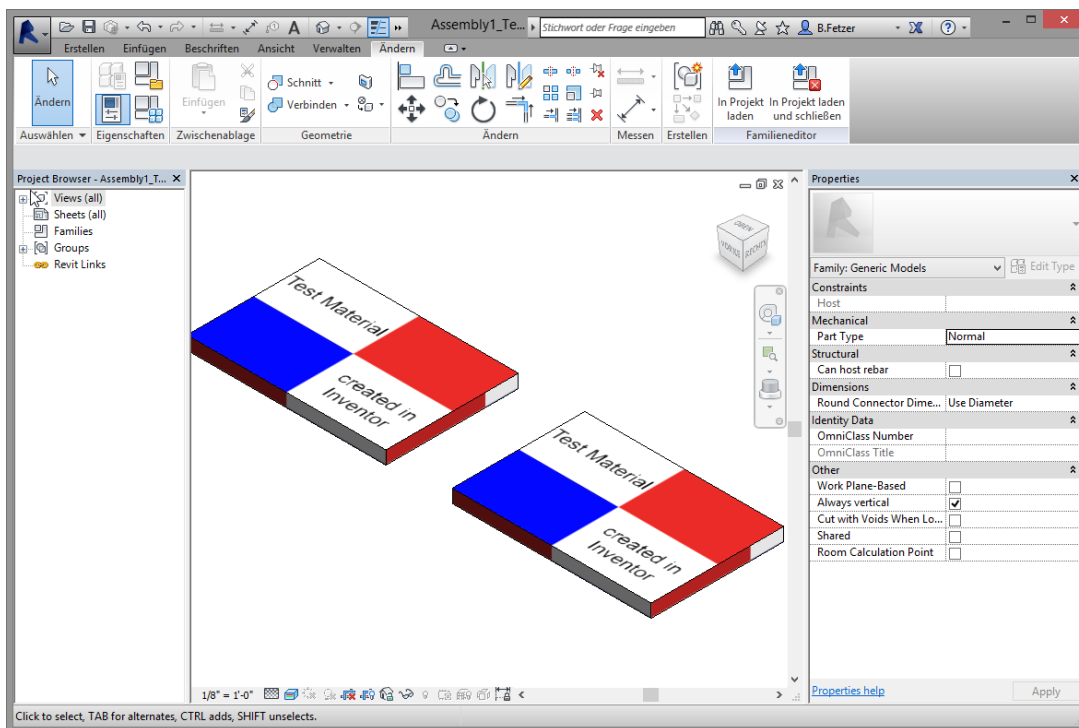 Assembly1_Te...
Stichwort oder Frage eingeben
B.Fetzer
Erstellen Einfügen Beschriften Ansicht Verwalten Ändern
Ändern
Einfügen
Schnitt
Verbinden
In Projekt laden
In Projekt laden und schließen
Auswählen Eigenschaften Zwischenablage Geometrie Ändern Messen Erstellen Familieneditor
Project Browser - Assembly1_T... X
Views (all)
Sheets (all)
Families
Groups
Revit Links
OBEN
VORNE RECHTS
Test Material
created in
Inventor
Test Material
created in
Inventor
Properties
Family: Generic Models
Edit Type
Constraints
Host
Mechanical
Part Type Normal
Structural
Can host rebar
Dimensions
Round Connector Dime... Use Diameter
Identity Data
OmniClass Number
OmniClass Title
Other
Work Plane-Based
Always vertical
Cut with Voids When Lo...
Shared
Room Calculation Point
Properties help
Apply
1/8" = 1'-0"
Click to select, TAB for alternates, CTRL adds, SHIFT unselects.